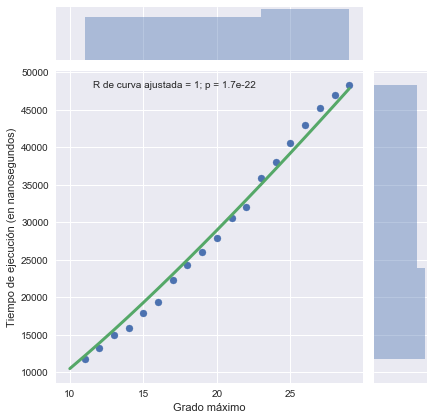 R de curva ajustada = 1; p = 1.7e-22
50000
45000
40000
35000
30000
25000
20000
15000
10000
Tiempo de ejecución (en nanosegundos)
10 15 20 25
Grado máximo